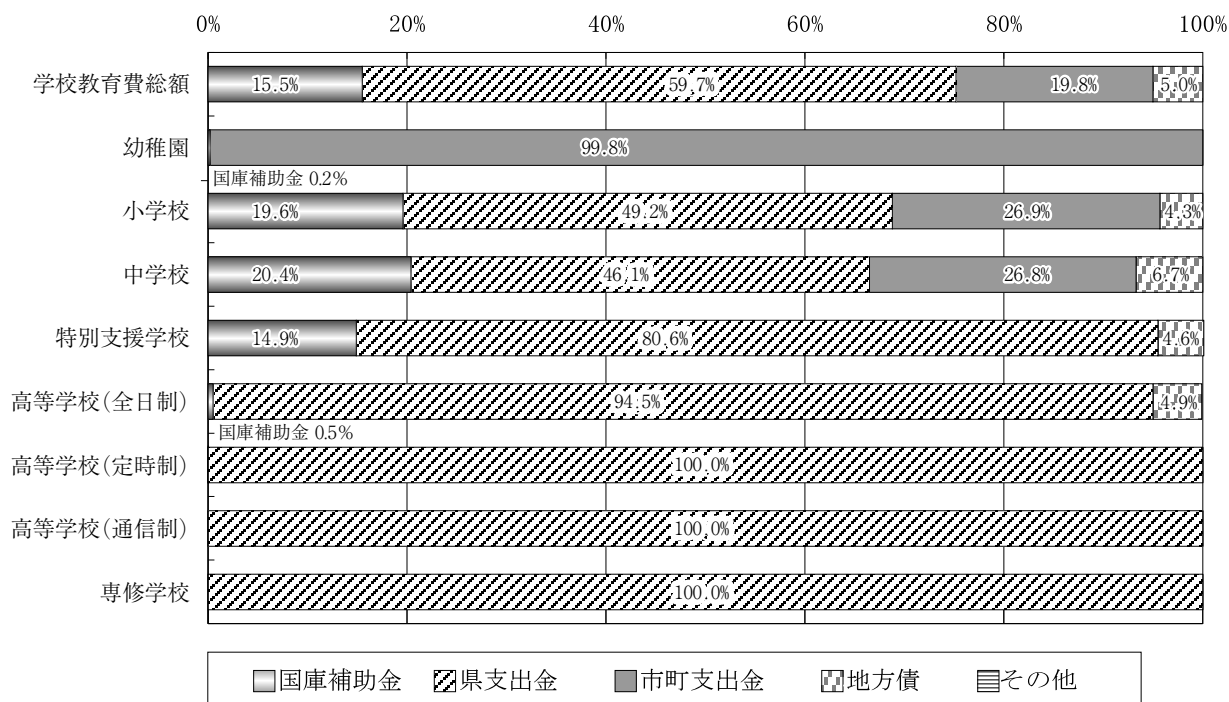 0% 20% 40% 60% 80% 100%
学校教育費総額 15.5% 59.7% 19.8% 5.0%
幼稚園 99.8%
国庫補助金 0.2%
小学校 19.6% 49.2% 26.9% 4.3%
中学校 20.4% 46.1% 26.8% 6.7%
特別支援学校 14.9% 80.6% 4.6%
高等学校(全日制) 94.5% 4.9%
国庫補助金 0.5%
高等学校(定時制) 100.0%
高等学校(通信制) 100.0%
専修学校 100.0%
国庫補助金 県支出金 市町支出金 地方債 その他